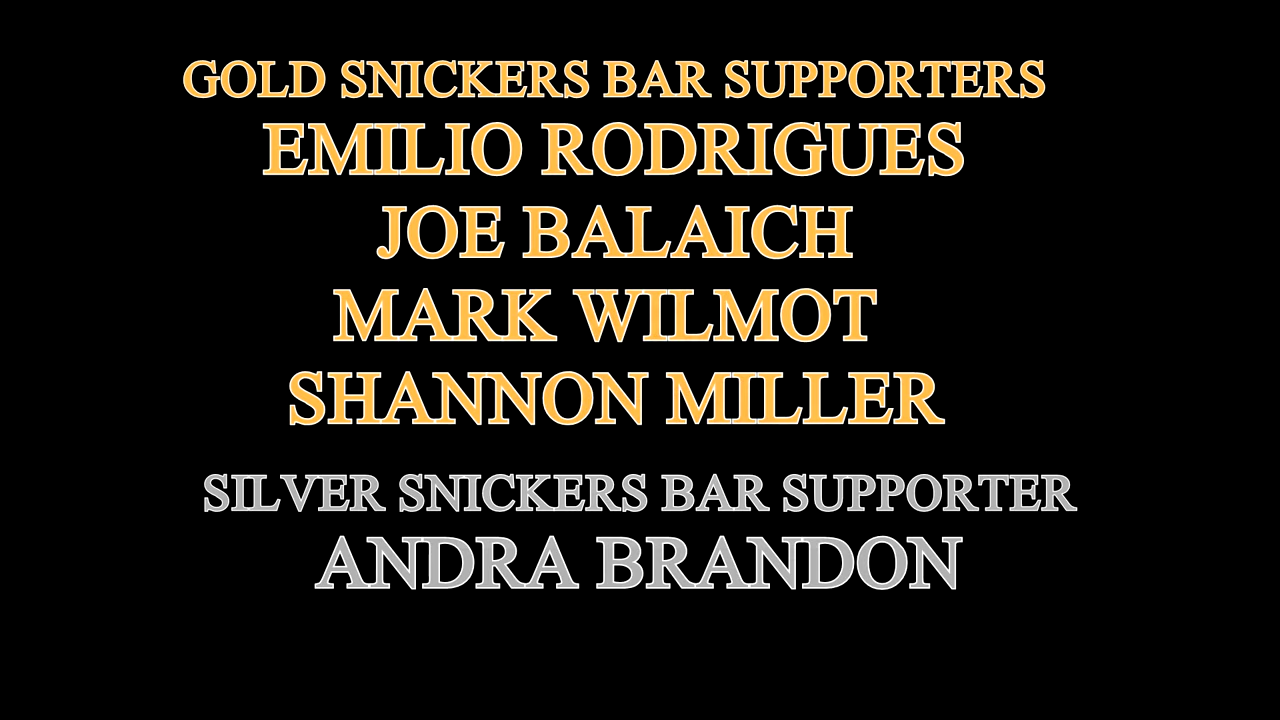 GOLD SNICKERS BAR SUPPORTERS
EMILIO RODRIGUES
JOE BALAICH
MARK WILMOT
SHANNON MILLER
SILVER SNICKERS BAR SUPPORTER
ANDRA BRANDON